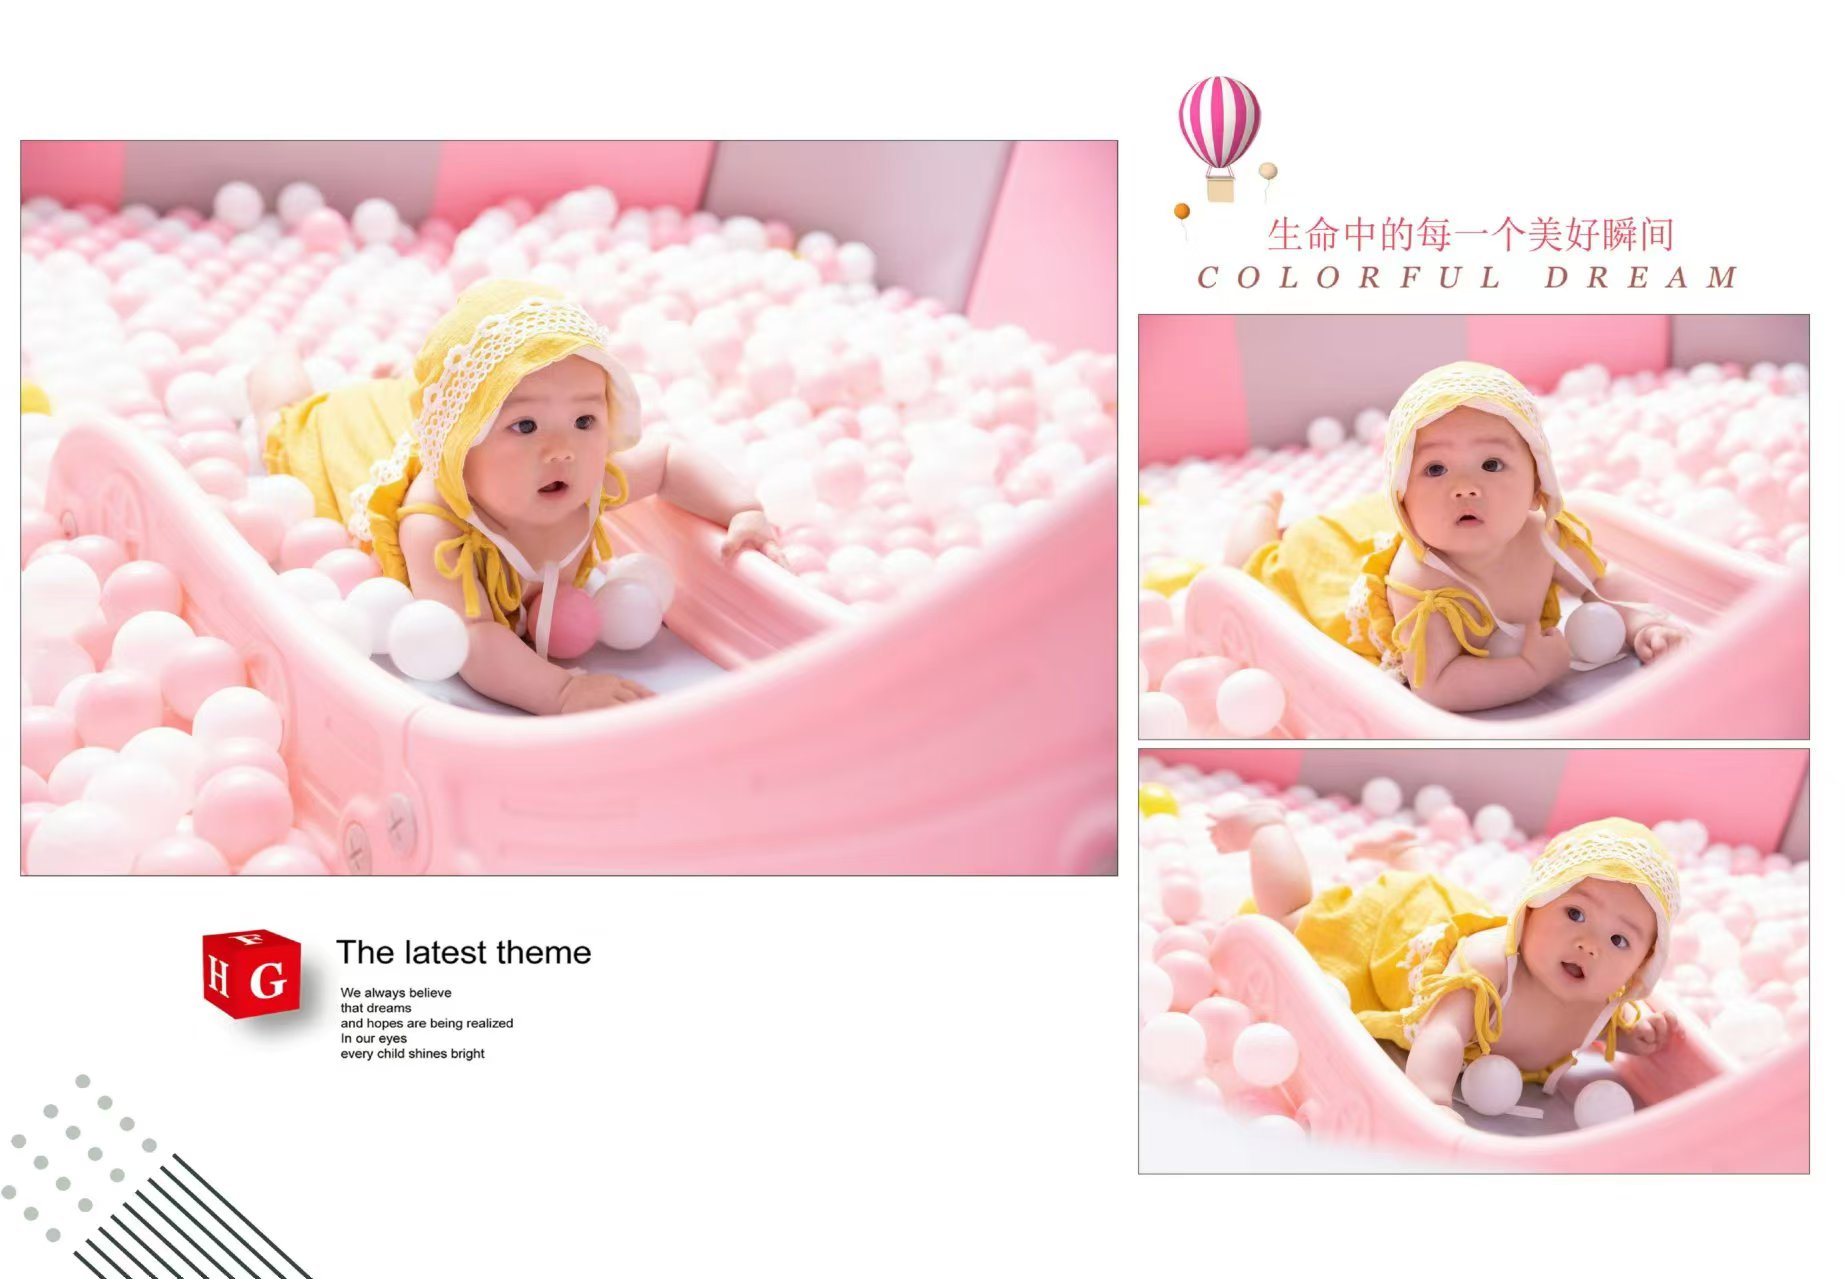 生命中的每一个美好瞬间
COLORFUL DREAM
F
H G
The latest theme
We always believe
that dreams
and hopes are being realized
In our eyes
every child shines bright